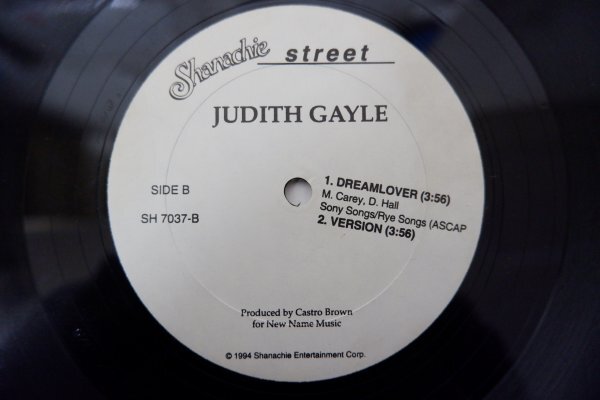 Shanachie street
JUDITH GAYLE
SIDE B
SH 7037-B
1. DREAMLOVER (3:56)
M. Carey, D. Hall
Sony Songs/Rye Songs (ASCAP
2. VERSION (3:56)
Produced by Castro Brown
for New Name Music
© 1994 Shanachie Entertainment Corp.